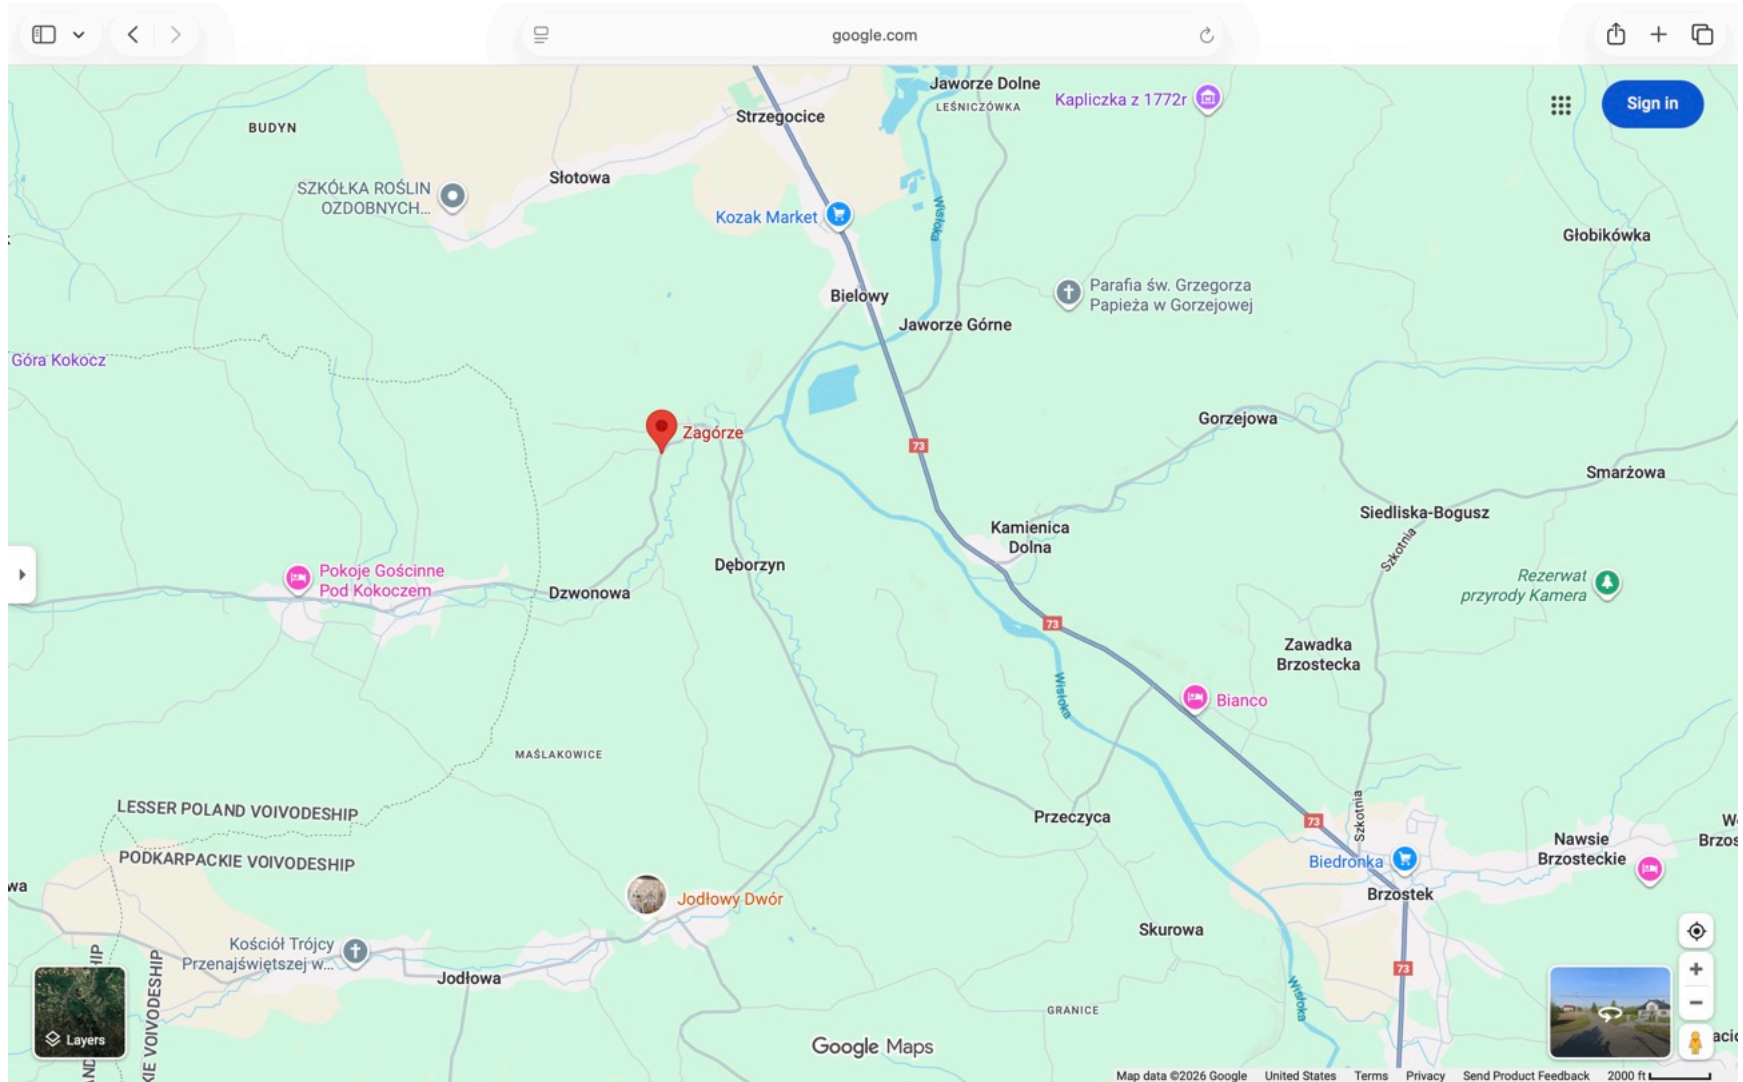 google.com
Jaworze Dolne
LEŚNICZÓWKA
Kapliczka z 1772r
Sign in
Strzegocice
BUDYN
Słotowa
SZKÓŁKA ROŚLIN
OZDOBNYCH...
Kozak Market
Wisłoka
Głobikówka
Bielowy
Parafia św. Grzegorza
Papieża w Gorzejowej
Jaworze Górne
Góra Kokocz
Zagórze
Gorzejowa
73
Smarżowa
Siedliska-Bogusz
Kamienica
Dolna
Szkotnia
Dęborzyn
Pokoje Gościnne
Pod Kokoczem
Dzwonowa
Rezerwat
przyrody Kamera
73
Zawadka
Brzostecka
Wisłoka
Bianco
MAŚLAKOWICE
LESSER POLAND VOIVODESHIP
PODKARPACKIE VOIVODESHIP
Przeczyca
73
Szkotnia
Nawsie
Brzosteckie
Biedronka
Brzostek
Jodłowy Dwór
Skurowa
Kościół Trójcy
Przenajświętszej w...
Jodłowa
73
Wisłoka
GRANICE
Layers
Google Maps
Map data ©2026 Google
United States
Terms
Privacy
Send Product Feedback
2000 ft